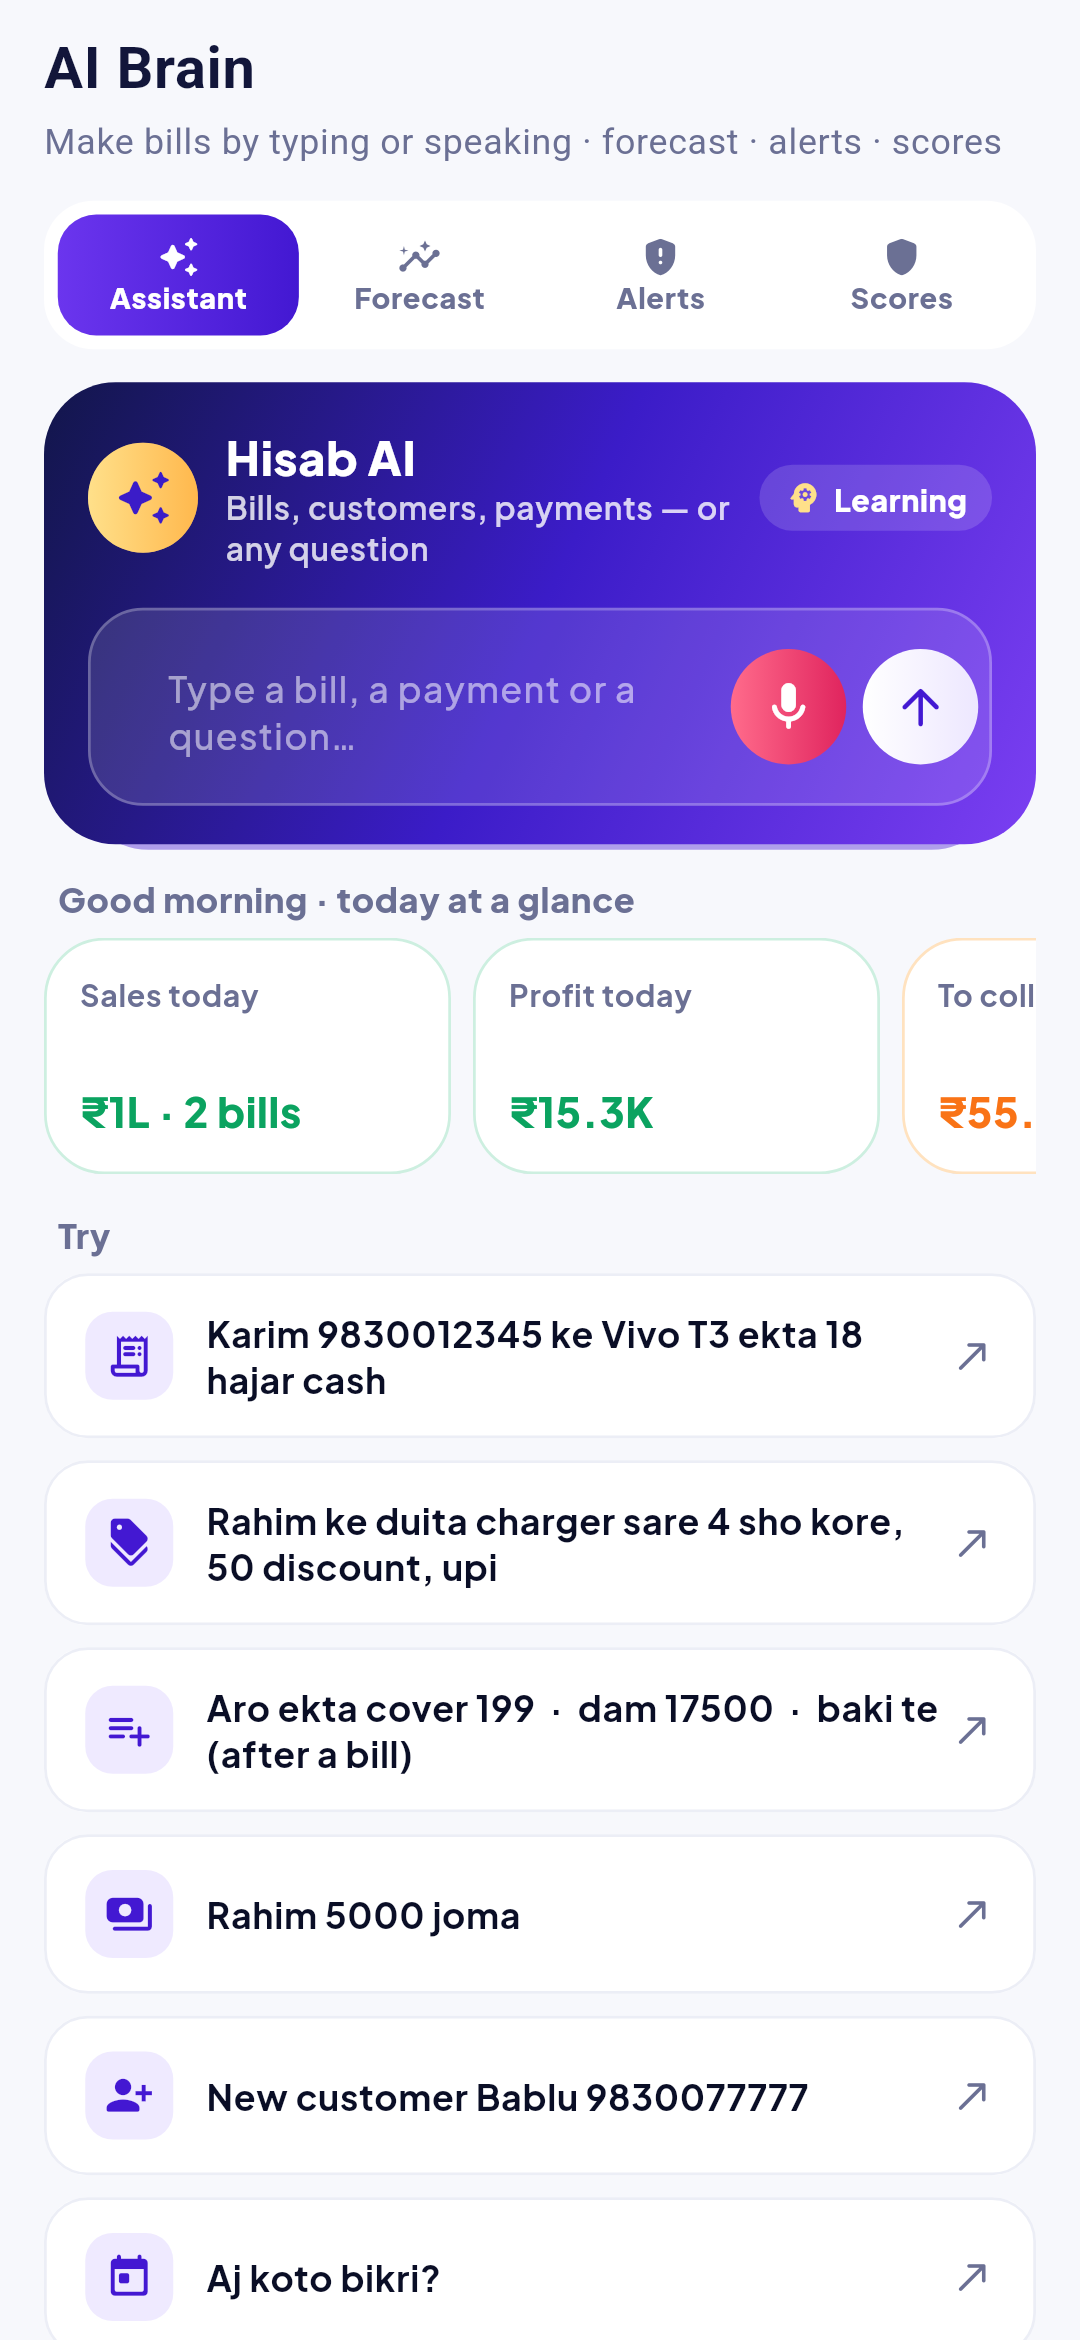 AI Brain
Make bills by typing or speaking · forecast · alerts · scores
Assistant
Forecast
Alerts
Scores
Hisab AI
Bills, customers, payments — or
any question
Learning
Type a bill, a payment or a
question...
Good morning · today at a glance
Sales today
₹1L · 2 bills
Profit today
₹15.3K
To coll
₹55.
Try
Karim 9830012345 ke Vivo T3 ekta 18
hajar cash
Rahim ke duita charger sare 4 sho kore,
50 discount, upi
Aro ekta cover 199 · dam 17500 · baki te
(after a bill)
Rahim 5000 joma
New customer Bablu 9830077777
Aj koto bikri?